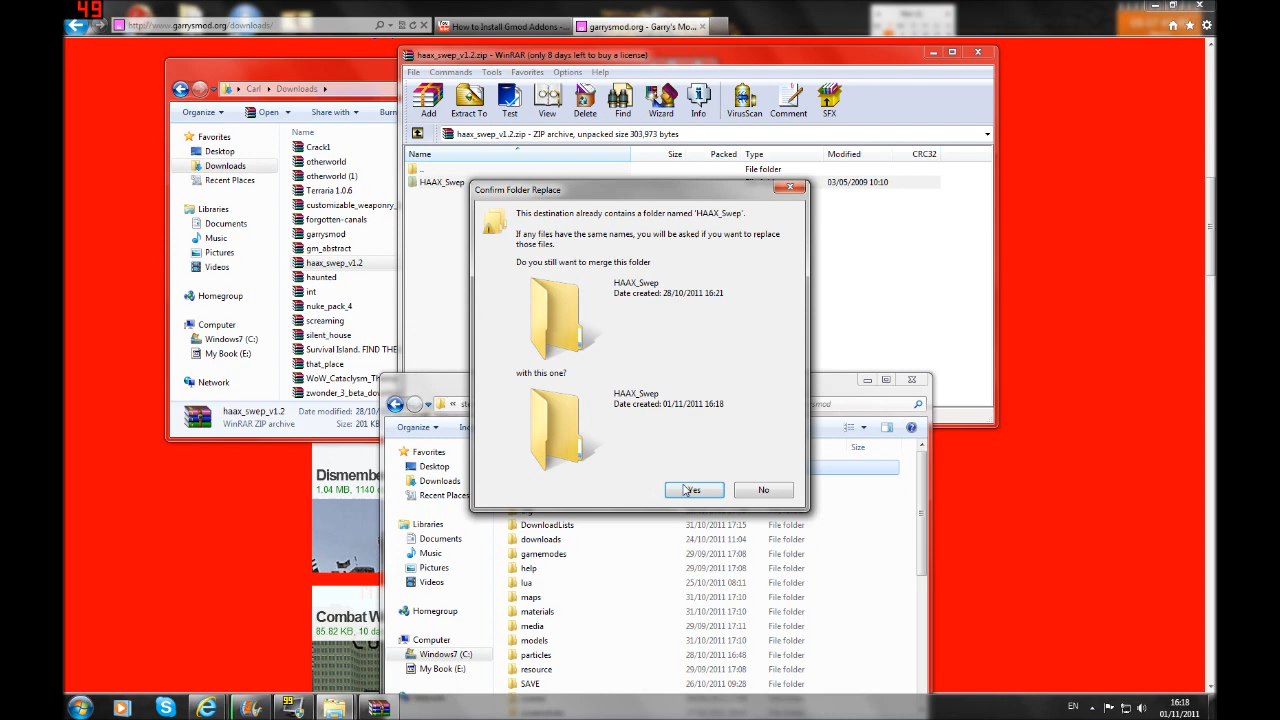 49
http://www.garrysmod.org/downloads/
How to Install Gmod Addons -...
garrysmod.org - Garry's Mo...
haax_swep_v1.2.zip - WinRAR (only 8 days left to buy a license)
File Commands Tools Favorites Options Help
Add Extract To Test View Delete Find Wizard Info VirusScan Comment SFX
haax_swep_v1.2.zip - ZIP archive, unpacked size 303,973 bytes
Name Size Packed Type Modified CRC32
.. File folder
HAAX_Swep 03/05/2009 10:10
Carl Downloads
Organize Open Share with Burn
Favorites
Desktop
Downloads
Recent Places
Libraries
Documents
Music
Pictures
Videos
Homegroup
Computer
Windows7 (C:)
My Book (E:)
Network
Name
Crack1
otherworld
otherworld (1)
Terraria 1.0.6
customizable_weaponry_
forgotten-canals
garrysmod
gm_abstract
haax_swep_v1.2
haunted
int
nuke_pack_4
screaming
silent_house
Survival Island. FIND THE
that_place
WoW_Cataclysm_Th
zwonder_3_beta_do
haax_swep_v1.2 Date modified: 28/10/
WinRAR ZIP archive Size: 201 KB
Confirm Folder Replace
This destination already contains a folder named 'HAAX_Swep'.
If any files have the same names, you will be asked if you want to replace
those files.
Do you still want to merge this folder
HAAX_Swep
Date created: 28/10/2011 16:21
with this one?
HAAX_Swep
Date created: 01/11/2011 16:18
Yes No
Organize
Size
Favorites
Desktop
Downloads
Recent Places
Libraries
Documents
Music
Pictures
Videos
Homegroup
Computer
Windows7 (C:)
My Book (E:)
DownloadLists 31/10/2011 17:15 File folder
downloads 24/10/2011 11:04 File folder
gamemodes 29/09/2011 17:08 File folder
help 29/09/2011 17:08 File folder
lua 25/10/2011 08:11 File folder
maps 31/10/2011 17:10 File folder
materials 31/10/2011 17:10 File folder
media 29/09/2011 17:11 File folder
models 31/10/2011 17:10 File folder
particles 28/10/2011 16:48 File folder
resource 29/09/2011 17:08 File folder
SAVE 26/10/2011 09:28 File folder
Dismember
1.04 MB, 1140 d
Combat W
85.82 KB, 10 da
99
EN
16:18
01/11/2011